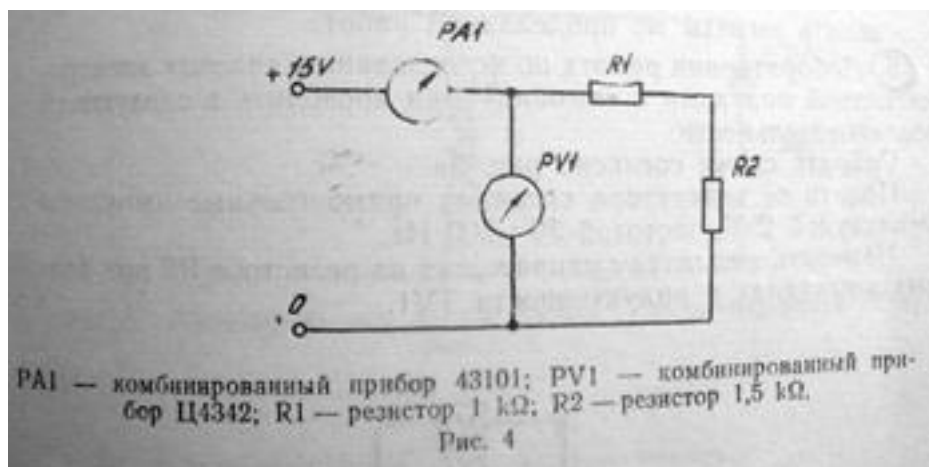 PA1
+ 15V
R1
PV1
R2
0
PA1 — комбинированный прибор 43101; PV1 — комбинированный при-
бор Ц4342; R1 — резистор 1 kΩ; R2 — резистор 1,5 kΩ.
Рис. 4